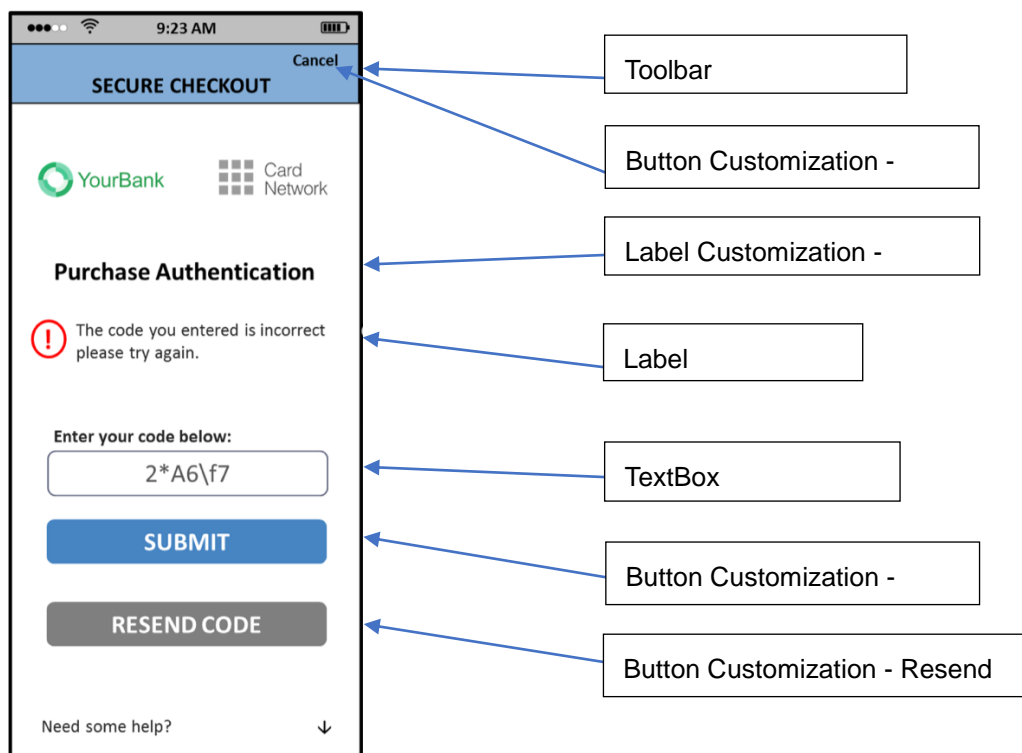 9:23 AM
Cancel
SECURE CHECKOUT
YourBank
Card
Network
Purchase Authentication
The code you entered is incorrect
please try again.
Enter your code below:
2*A6\f7
SUBMIT
RESEND CODE
Need some help?
Toolbar
Button Customization -
Label Customization -
Label
TextBox
Button Customization -
Button Customization - Resend